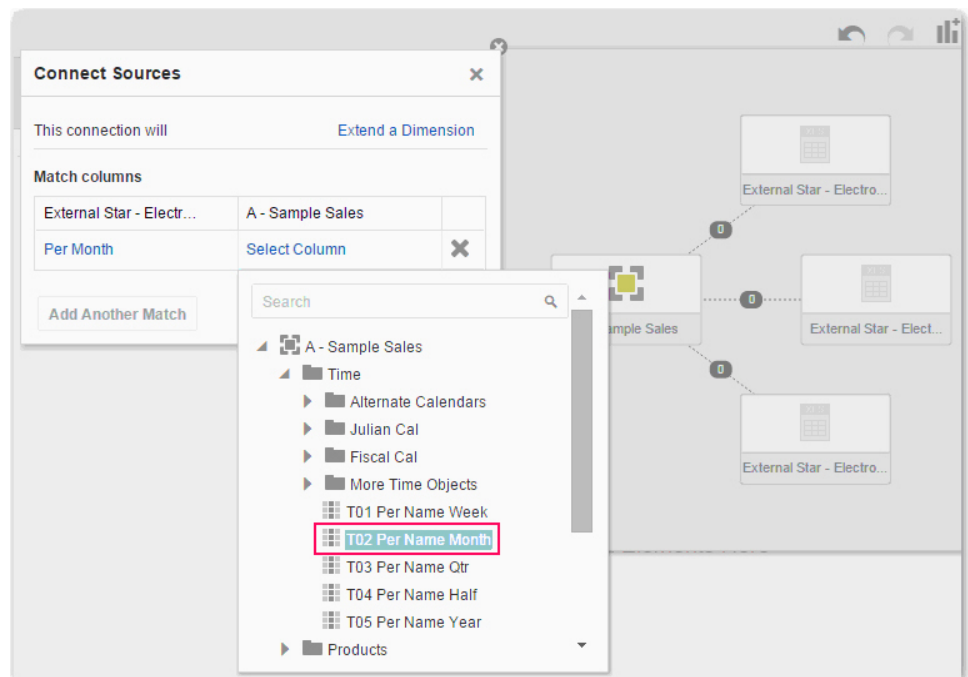 Connect Sources
This connection will Extend a Dimension
Match columns
External Star - Electr... A - Sample Sales
Per Month Select Column
Add Another Match
Search
A - Sample Sales
Time
Alternate Calendars
Julian Cal
Fiscal Cal
More Time Objects
T01 Per Name Week
T02 Per Name Month
T03 Per Name Qtr
T04 Per Name Half
T05 Per Name Year
Products
External Star - Electro...
0
ample Sales
0
External Star - Elect...
0
External Star - Electro...